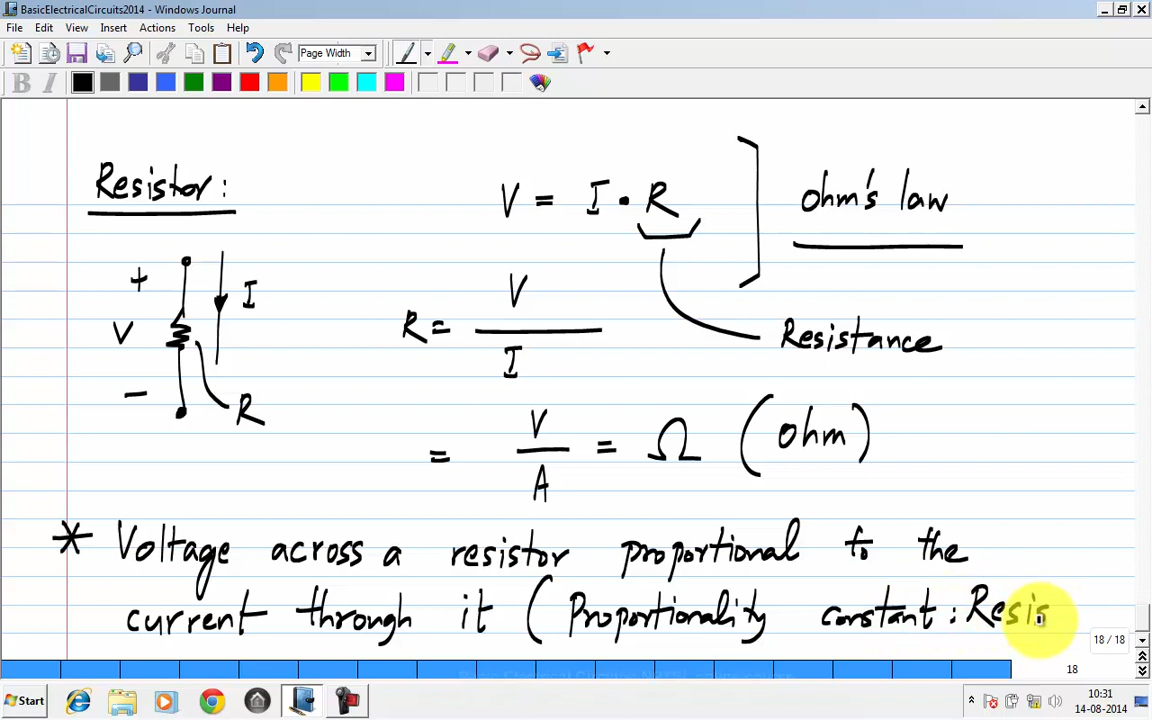 BasicElectricalCircuits2014 - Windows Journal
File Edit View Insert Actions Tools Help
Page Width
B I
Resistor:
V = I · R
Ohm's law
+
I
V
R = V
I
Resistance
−
R
= V = Ω (Ohm)
A
* Voltage across a resistor proportional to the
current through it ( Proportionality constant : Resis
18 / 18
18
Start
10:31
14-08-2014